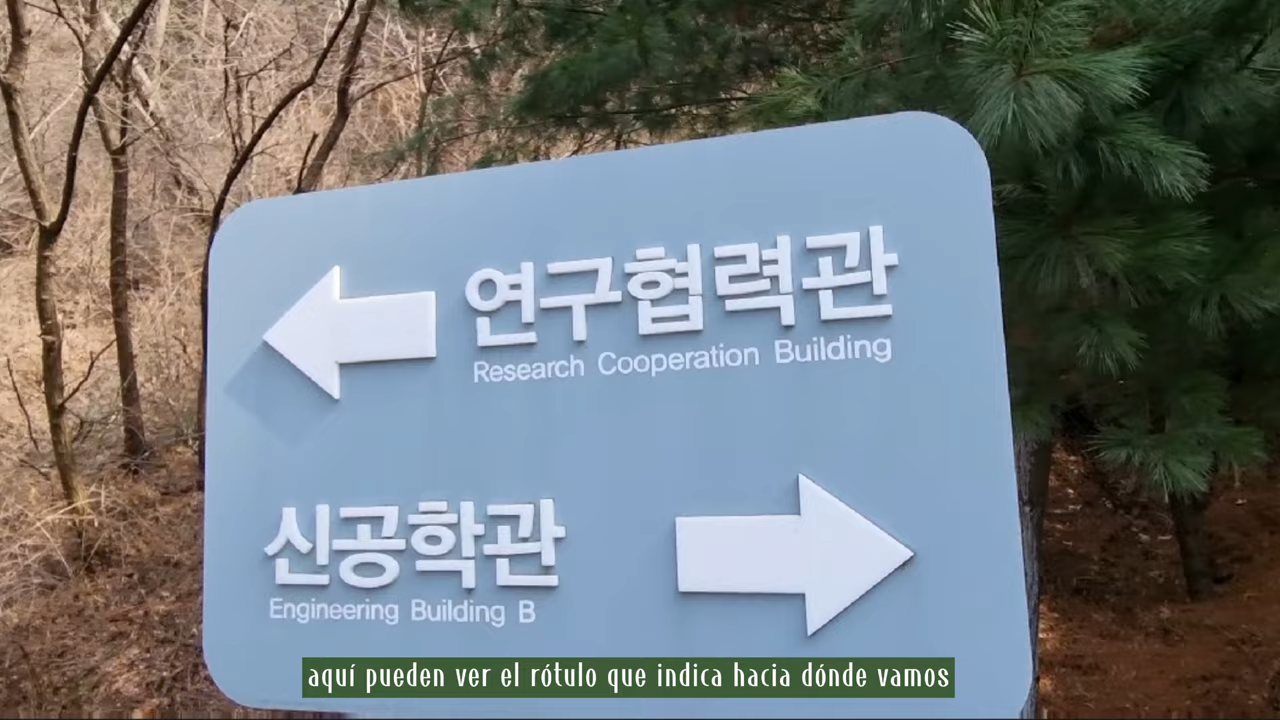 연구협력관
Research Cooperation Building
신공학관
Engineering Building B
aquí pueden ver el rótulo que indica hacia dónde vamos